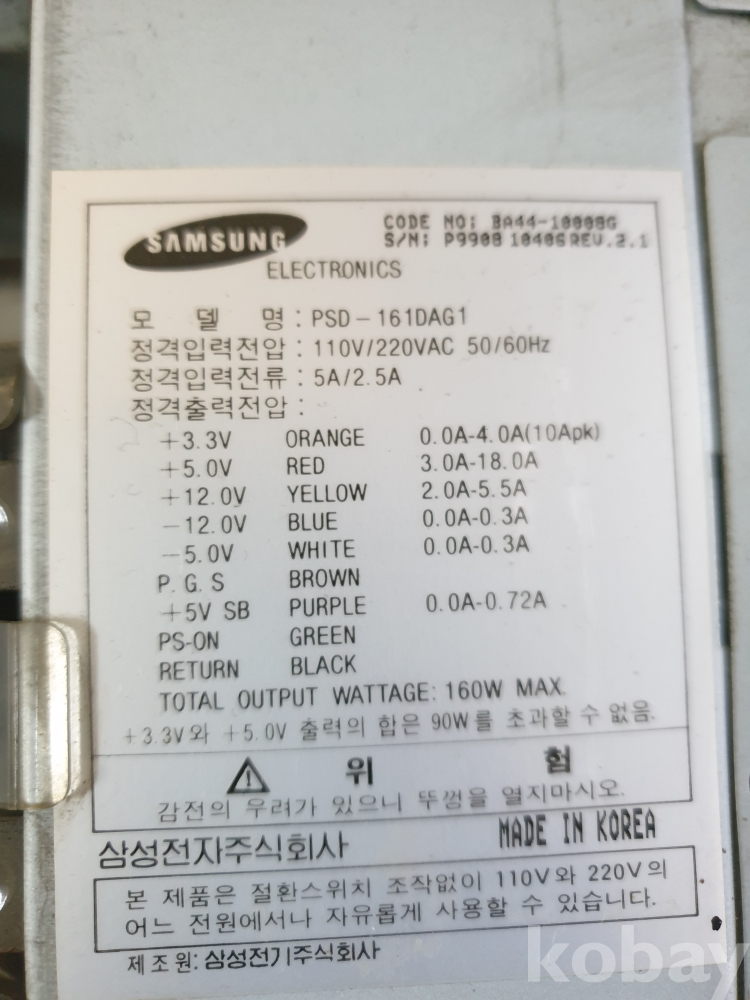 SAMSUNG
ELECTRONICS
CODE NO: BA44-10008G
S/N: P9908 10406 REV.2.1
모 델 명 : PSD-161DAG1
정격입력전압 : 110V/220VAC 50/60Hz
정격입력전류 : 5A/2.5A
정격출력전압 :
+3.3V ORANGE 0.0A-4.0A(10Apk)
+5.0V RED 3.0A-18.0A
+12.0V YELLOW 2.0A-5.5A
-12.0V BLUE 0.0A-0.3A
-5.0V WHITE 0.0A-0.3A
P.G.S BROWN
+5V SB PURPLE 0.0A-0.72A
PS-ON GREEN
RETURN BLACK
TOTAL OUTPUT WATTAGE: 160W MAX.
+3.3V와 +5.0V 출력의 합은 90W를 초과할 수 없음.
위 험
감전의 우려가 있으니 뚜껑을 열지마시오.
삼성전자주식회사 MADE IN KOREA
본 제품은 절환스위치 조작없이 110V와 220V의
어느 전원에서나 자유롭게 사용할 수 있습니다.
제조원: 삼성전기주식회사
kobay